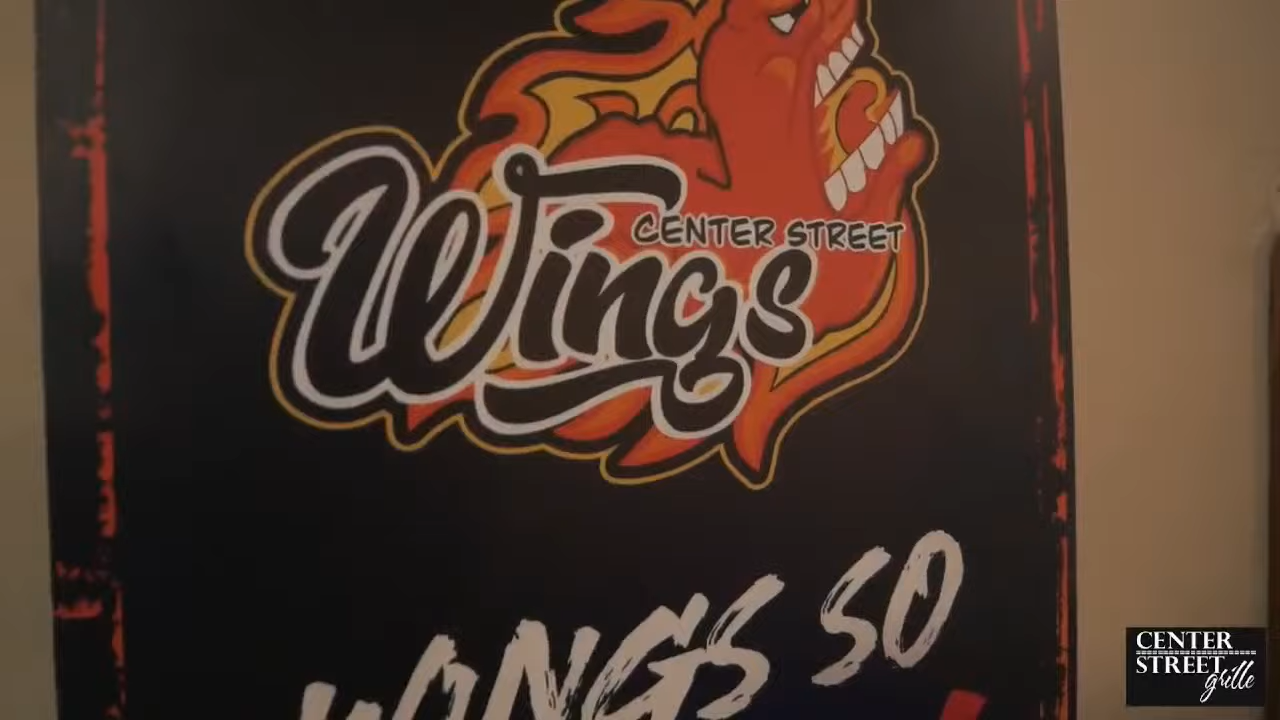 CENTER STREET
Wings
WINGS SO
CENTER
STREET
grille